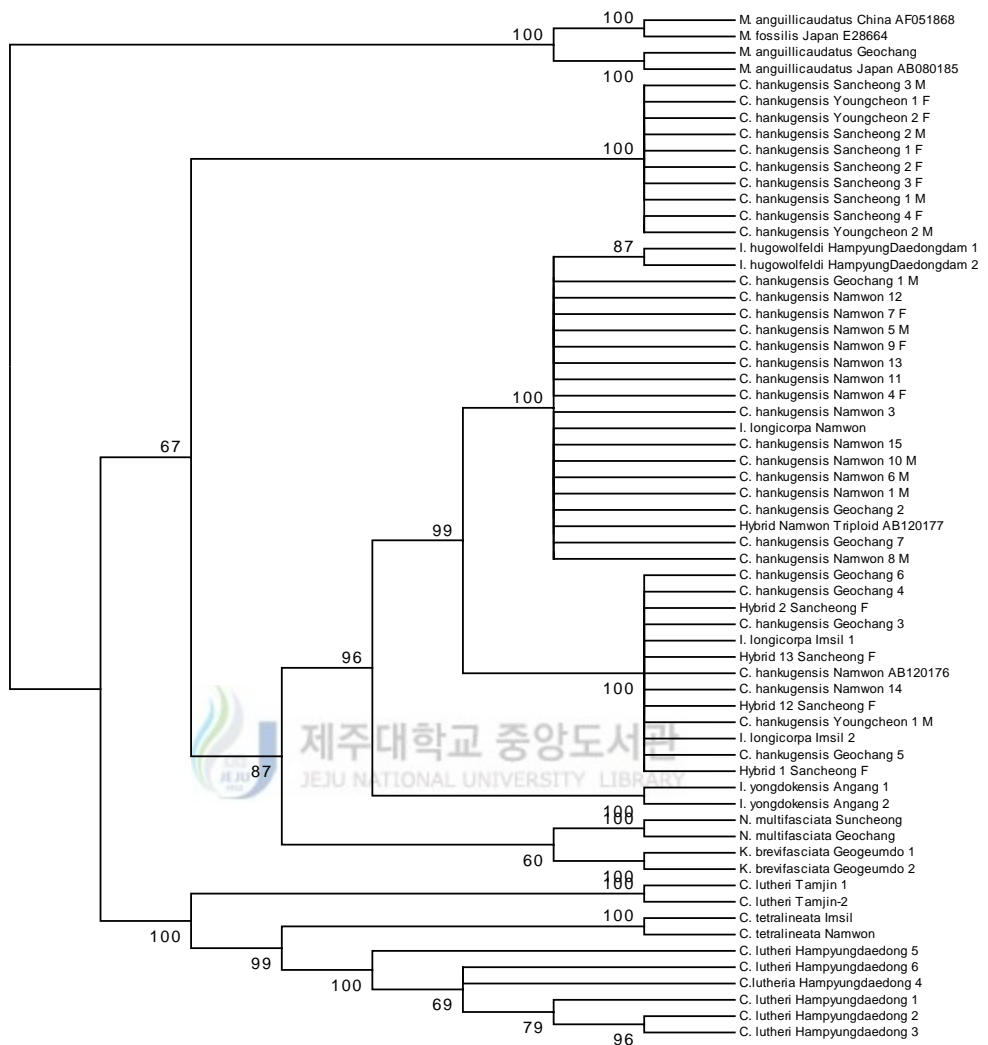 100
M. anguillicaudatus China AF051868
100
M. fossilis Japan E28664
M. anguillicaudatus Geochang
M. anguillicaudatus Japan AB080185
100
C. hankugensis Sancheong 3 M
C. hankugensis Youngcheon 1 F
C. hankugensis Youngcheon 2 F
C. hankugensis Sancheong 2 M
100
C. hankugensis Sancheong 1 F
C. hankugensis Sancheong 2 F
C. hankugensis Sancheong 3 F
C. hankugensis Sancheong 1 M
C. hankugensis Sancheong 4 F
C. hankugensis Youngcheon 2 M
87
I. hugowolfeldi HampyungDaedongdam 1
I. hugowolfeldi HampyungDaedongdam 2
C. hankugensis Geochang 1 M
C. hankugensis Namwon 12
C. hankugensis Namwon 7 F
C. hankugensis Namwon 5 M
C. hankugensis Namwon 9 F
C. hankugensis Namwon 13
C. hankugensis Namwon 11
100
C. hankugensis Namwon 4 F
C. hankugensis Namwon 3
I. longicorpa Namwon
67
C. hankugensis Namwon 15
C. hankugensis Namwon 10 M
C. hankugensis Namwon 6 M
C. hankugensis Namwon 1 M
C. hankugensis Geochang 2
99
Hybrid Namwon Triploid AB120177
C. hankugensis Geochang 7
C. hankugensis Namwon 8 M
C. hankugensis Geochang 6
C. hankugensis Geochang 4
Hybrid 2 Sancheong F
C. hankugensis Geochang 3
I. longicorpa Imsil 1
96
Hybrid 13 Sancheong F
C. hankugensis Namwon AB120176
100
C. hankugensis Namwon 14
Hybrid 12 Sancheong F
C. hankugensis Youngcheon 1 M
I. longicorpa Imsil 2
C. hankugensis Geochang 5
87
Hybrid 1 Sancheong F
제주대학교 중앙도서관
JEJU NATIONAL UNIVERSITY LIBRARY
JEJU
1952
I. yongdokensis Angang 1
I. yongdokensis Angang 2
100
100
N. multifasciata Suncheong
N. multifasciata Geochang
60
K. brevifasciata Geogeumdo 1
K. brevifasciata Geogeumdo 2
100
100
C. lutheri Tamjin 1
C. lutheri Tamjin-2
100
C. tetralineata Imsil
100
C. tetralineata Namwon
99
C. lutheri Hampyungdaedong 5
C. lutheri Hampyungdaedong 6
100
C.lutheria Hampyungdaedong 4
69
C. lutheri Hampyungdaedong 1
C. lutheri Hampyungdaedong 2
79
C. lutheri Hampyungdaedong 3
96